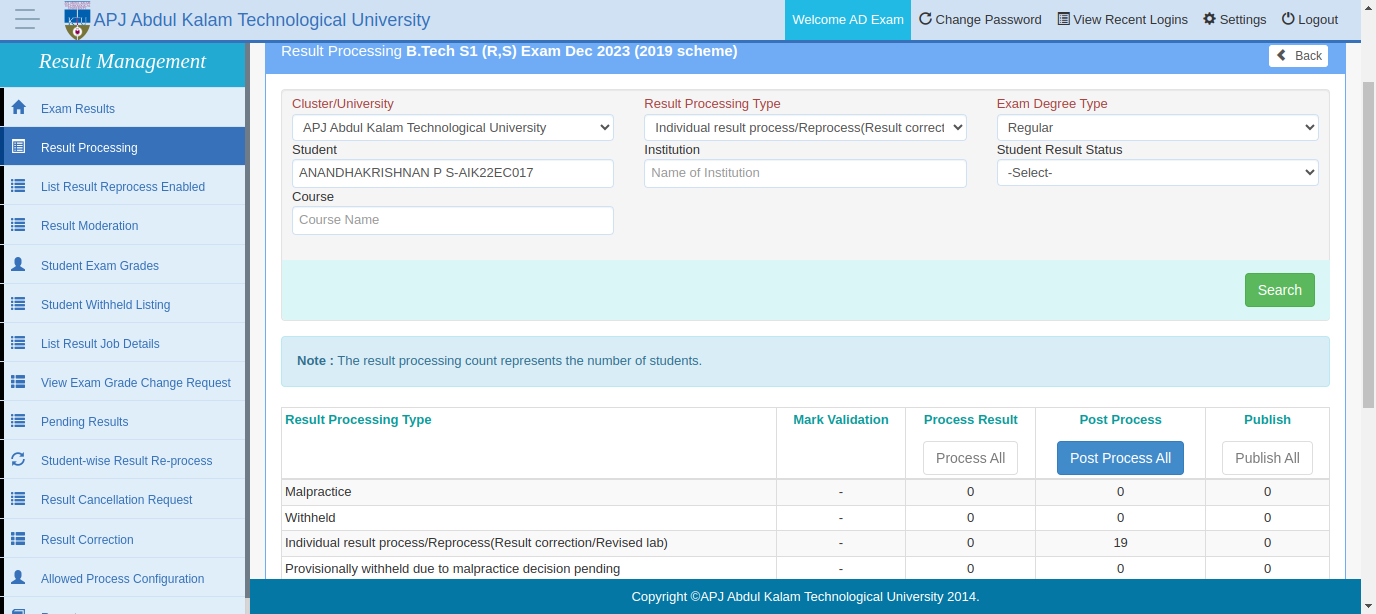 APJ Abdul Kalam Technological University
Welcome AD Exam
Change Password
View Recent Logins
Settings
Logout
Result Management
Exam Results
Result Processing
List Result Reprocess Enabled
Result Moderation
Student Exam Grades
Student Withheld Listing
List Result Job Details
View Exam Grade Change Request
Pending Results
Student-wise Result Re-process
Result Cancellation Request
Result Correction
Allowed Process Configuration
Result Processing B.Tech S1 (R,S) Exam Dec 2023 (2019 scheme)
Back
Cluster/University
Result Processing Type
Exam Degree Type
APJ Abdul Kalam Technological University
Individual result process/Reprocess(Result correct
Regular
Student
Institution
Student Result Status
ANANDHAKRISHNAN P S-AIK22EC017
Name of Institution
-Select-
Course
Course Name
Search
Note : The result processing count represents the number of students.
Result Processing Type Mark Validation Process Result Post Process Publish
Process All Post Process All Publish All
Malpractice - 0 0 0
Withheld - 0 0 0
Individual result process/Reprocess(Result correction/Revised lab) - 0 19 0
Provisionally withheld due to malpractice decision pending - 0 0 0
Copyright ©APJ Abdul Kalam Technological University 2014.